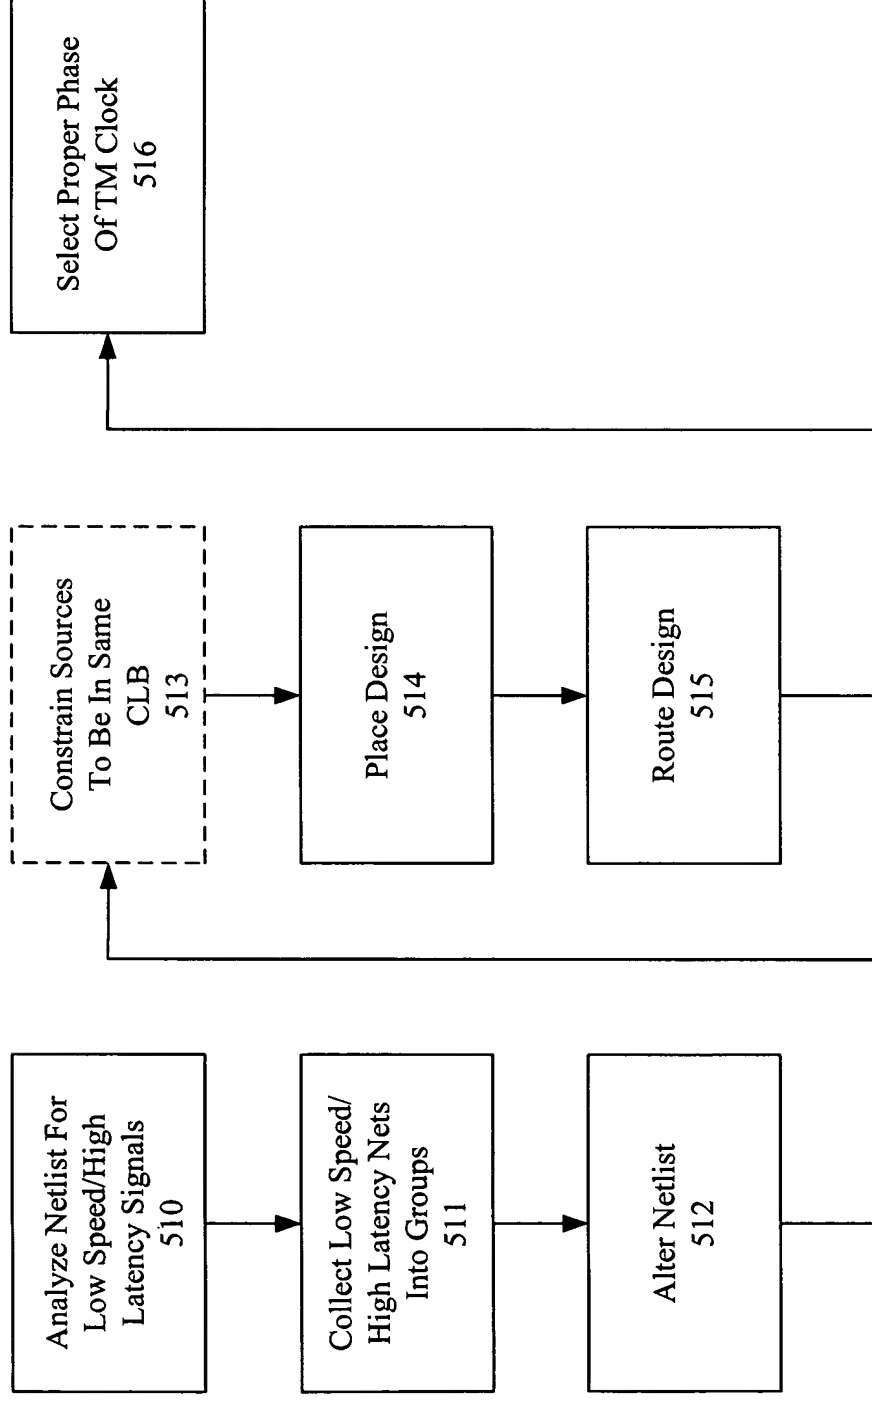 Analyze Netlist For
Low Speed/High
Latency Signals
510
Collect Low Speed/
High Latency Nets
Into Groups
511
Alter Netlist
512
Constrain Sources
To Be In Same
CLB
513
Place Design
514
Route Design
515
Select Proper Phase
Of TM Clock
516